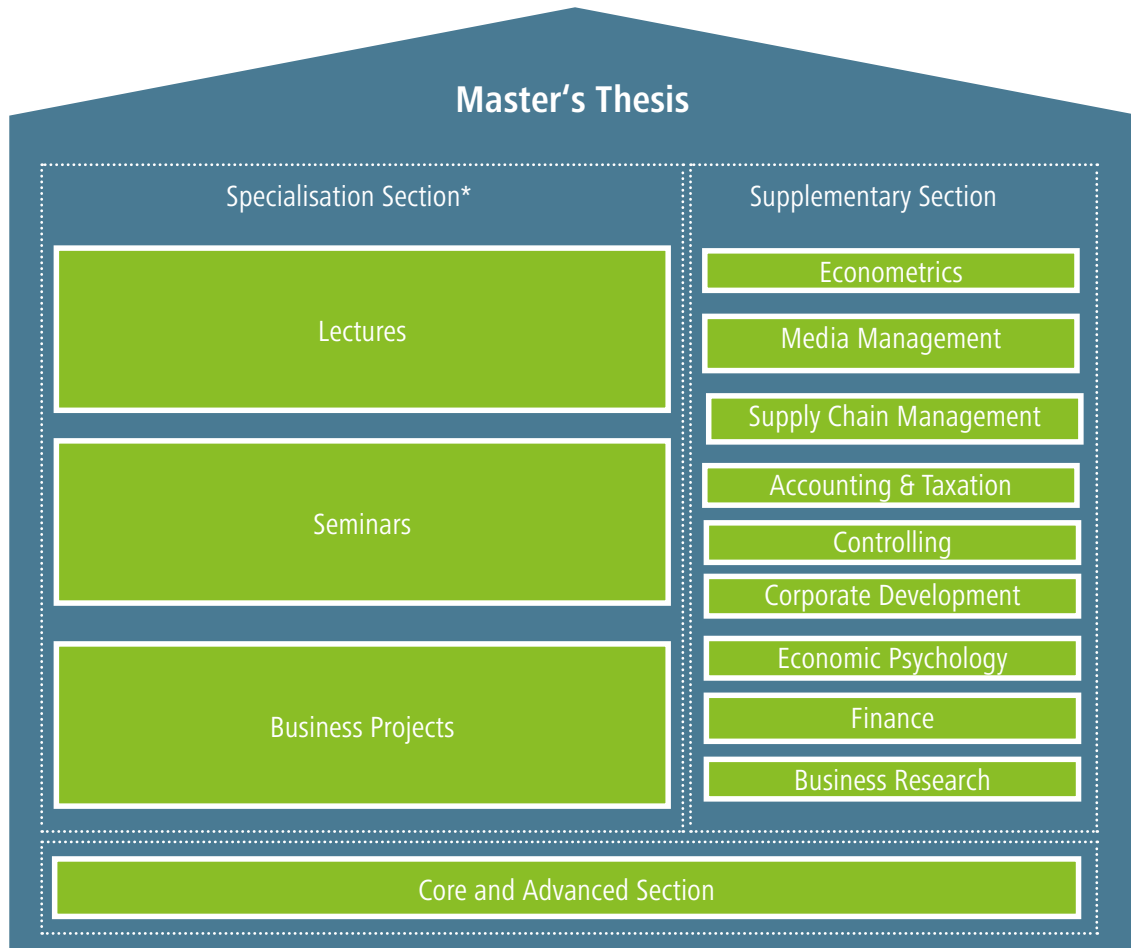 Master‘s Thesis
Specialisation Section*
Lectures
Seminars
Business Projects
Supplementary Section
Econometrics
Media Management
Supply Chain Management
Accounting & Taxation
Controlling
Corporate Development
Economic Psychology
Finance
Business Research
Core and Advanced Section